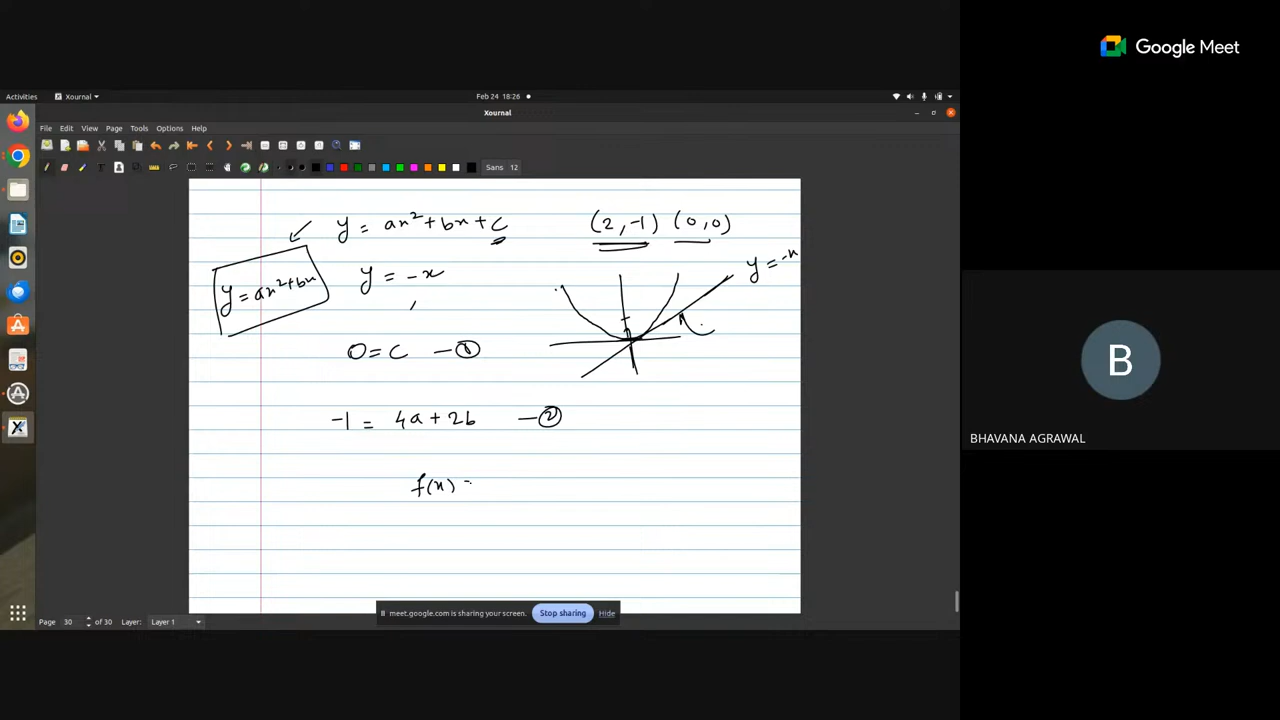 Google Meet
Activities Xournal Feb 24 18:26
Xournal
File Edit View Page Tools Options Help
Sans 12
y = ax² + bx + c (2, -1) (0,0)
y = ax² + bx
y = -x
y = -x
0 = c — ①
-1 = 4a + 2b — ②
f(x) =
meet.google.com is sharing your screen. Stop sharing Hide
Page 30 of 30 Layer: Layer 1
B
BHAVANA AGRAWAL